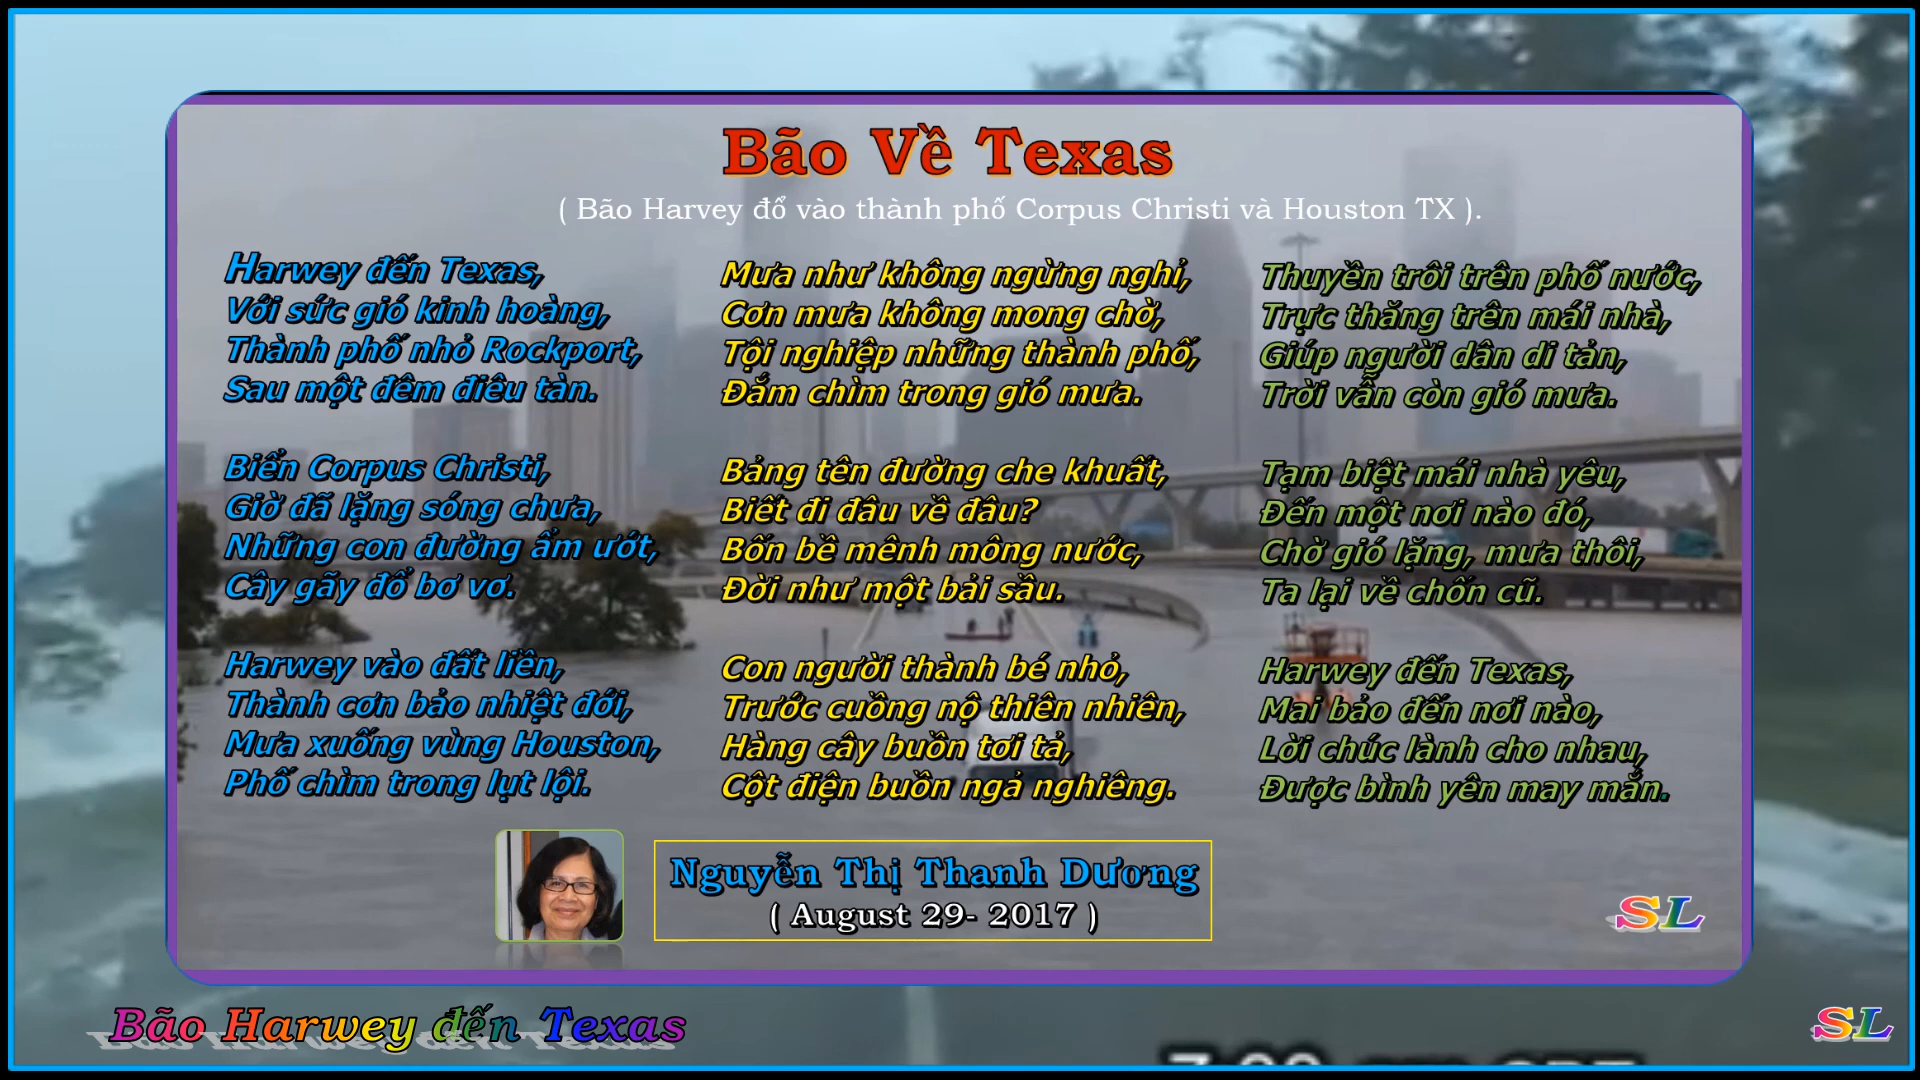 Bão Về Texas
( Bão Harvey đổ vào thành phố Corpus Christi và Houston TX ).
Harwey đến Texas,
Với sức gió kinh hoàng,
Thành phố nhỏ Rockport,
Sau một đêm điêu tàn.
Biển Corpus Christi,
Giờ đã lặng sóng chưa,
Những con đường ẩm ướt,
Cây gãy đổ bơ vơ.
Harwey vào đất liền,
Thành cơn bảo nhiệt đới,
Mưa xuống vùng Houston,
Phố chìm trong lụt lội.
Mưa như không ngừng nghỉ,
Cơn mưa không mong chờ,
Tội nghiệp những thành phố,
Đắm chìm trong gió mưa.
Bảng tên đường che khuất,
Biết đi đâu về đâu?
Bốn bề mênh mông nước,
Đời như một bải sầu.
Con người thành bé nhỏ,
Trước cuồng nộ thiên nhiên,
Hàng cây buồn tơi tả,
Cột điện buồn ngả nghiêng.
Thuyền trôi trên phố nước,
Trực thăng trên mái nhà,
Giúp người dân di tản,
Trời vẫn còn gió mưa.
Tạm biệt mái nhà yêu,
Đến một nơi nào đó,
Chờ gió lặng, mưa thôi,
Ta lại về chốn cũ.
Harwey đến Texas,
Mai bảo đến nơi nào,
Lời chúc lành cho nhau,
Được bình yên may mắn.
Nguyễn Thị Thanh Dương
( August 29- 2017 )
SL
Bão Harwey đến Texas
SL